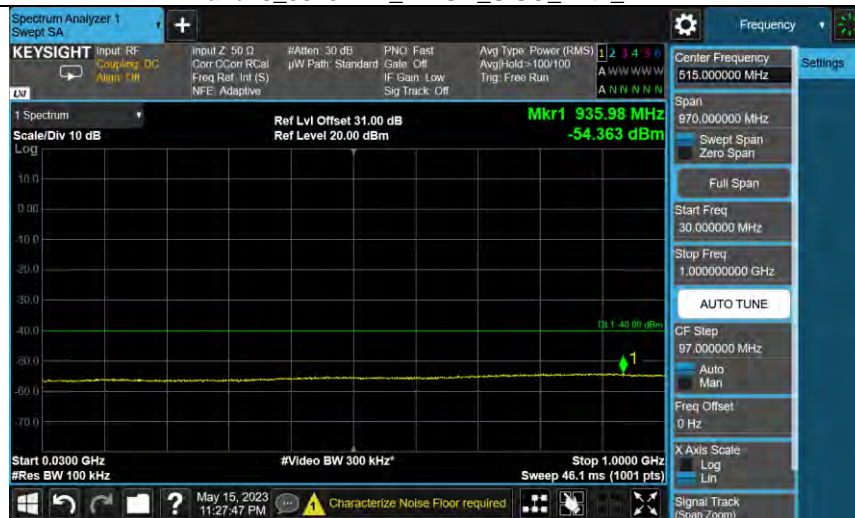 Spectrum Analyzer 1
Swept SA
+
Frequency
KEYSIGHT
Input: RF
Coupling: DC
Align: Off
Input Z: 50 Ω
Corr CCorr RCal
Freq Ref: Int (S)
NFE: Adaptive
#Atten: 30 dB
µW Path: Standard
PNO: Fast
Gate: Off
IF Gain: Low
Sig Track: Off
Avg Type: Power (RMS)
Avg|Hold:>100/100
Trig: Free Run
1 2 3 4 5 6
A W W W W W
A N N N N N
LXI
1 Spectrum
Scale/Div 10 dB
Log
Ref Lvl Offset 31.00 dB
Ref Level 20.00 dBm
Mkr1 935.98 MHz
-54.363 dBm
10.0
0.00
-10.0
-20.0
-30.0
-40.0
-50.0
-60.0
-70.0
DL1 -40.00 dBm
1
Start 0.0300 GHz
#Res BW 100 kHz
#Video BW 300 kHz*
Stop 1.0000 GHz
Sweep 46.1 ms (1001 pts)
Center Frequency
515.000000 MHz
Settings
Span
970.000000 MHz
Swept Span
Zero Span
Full Span
Start Freq
30.000000 MHz
Stop Freq
1.000000000 GHz
AUTO TUNE
CF Step
97.000000 MHz
Auto
Man
Freq Offset
0 Hz
X Axis Scale
Log
Lin
Signal Track
(Span Zoom)
?
May 15, 2023
11:27:47 PM
1
Characterize Noise Floor required